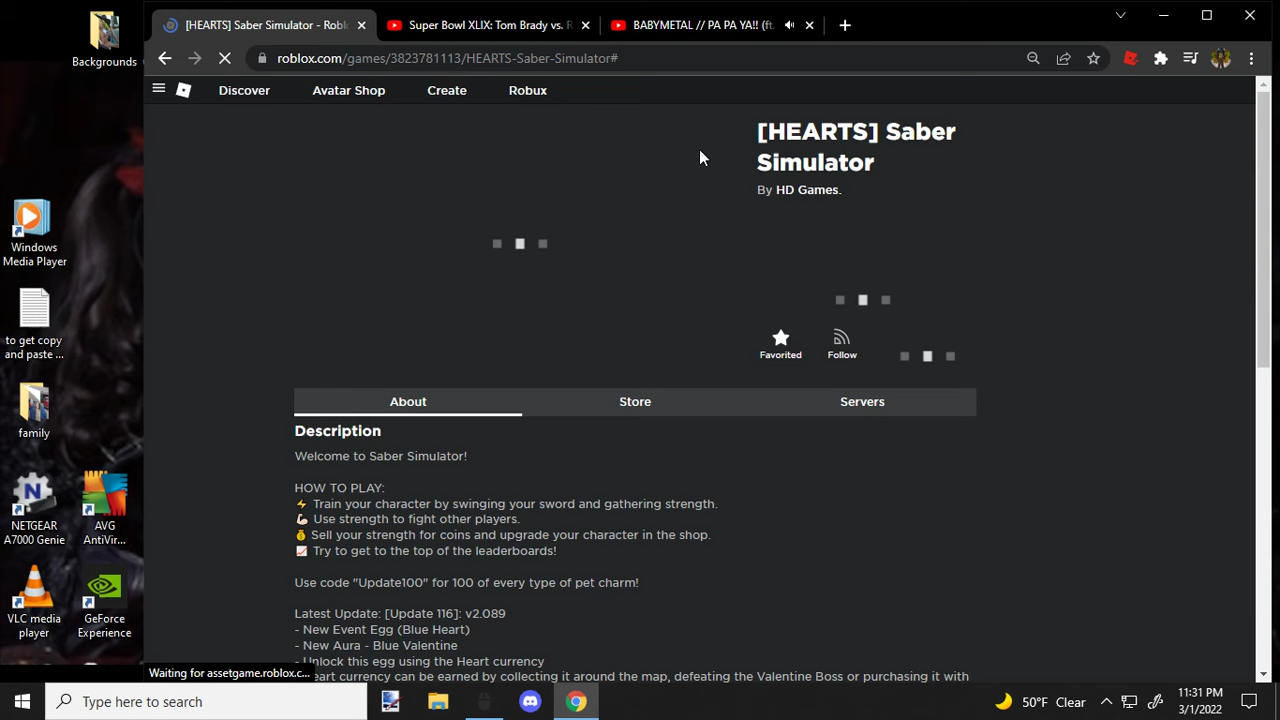 Backgrounds
Windows
Media Player
to get copy
and paste ...
family
NETGEAR
A7000 Genie
AVG
AntiVir...
VLC media
player
GeForce
Experience
[HEARTS] Saber Simulator - Robl
Super Bowl XLIX: Tom Brady vs. R
BABYMETAL // PA PA YA!! (ft.
roblox.com/games/3823781113/HEARTS-Saber-Simulator#
Discover
Avatar Shop
Create
Robux
[HEARTS] Saber
Simulator
By HD Games.
Favorited
Follow
About
Store
Servers
Description
Welcome to Saber Simulator!
HOW TO PLAY:
⚡ Train your character by swinging your sword and gathering strength.
💪 Use strength to fight other players.
💰 Sell your strength for coins and upgrade your character in the shop.
📈 Try to get to the top of the leaderboards!
Use code "Update100" for 100 of every type of pet charm!
Latest Update: [Update 116]: v2.089
- New Event Egg (Blue Heart)
- New Aura - Blue Valentine
- Unlock this egg using the Heart currency
Heart currency can be earned by collecting it around the map, defeating the Valentine Boss or purchasing it with
Waiting for assetgame.roblox.c...
Type here to search
50°F Clear
11:31 PM
3/1/2022